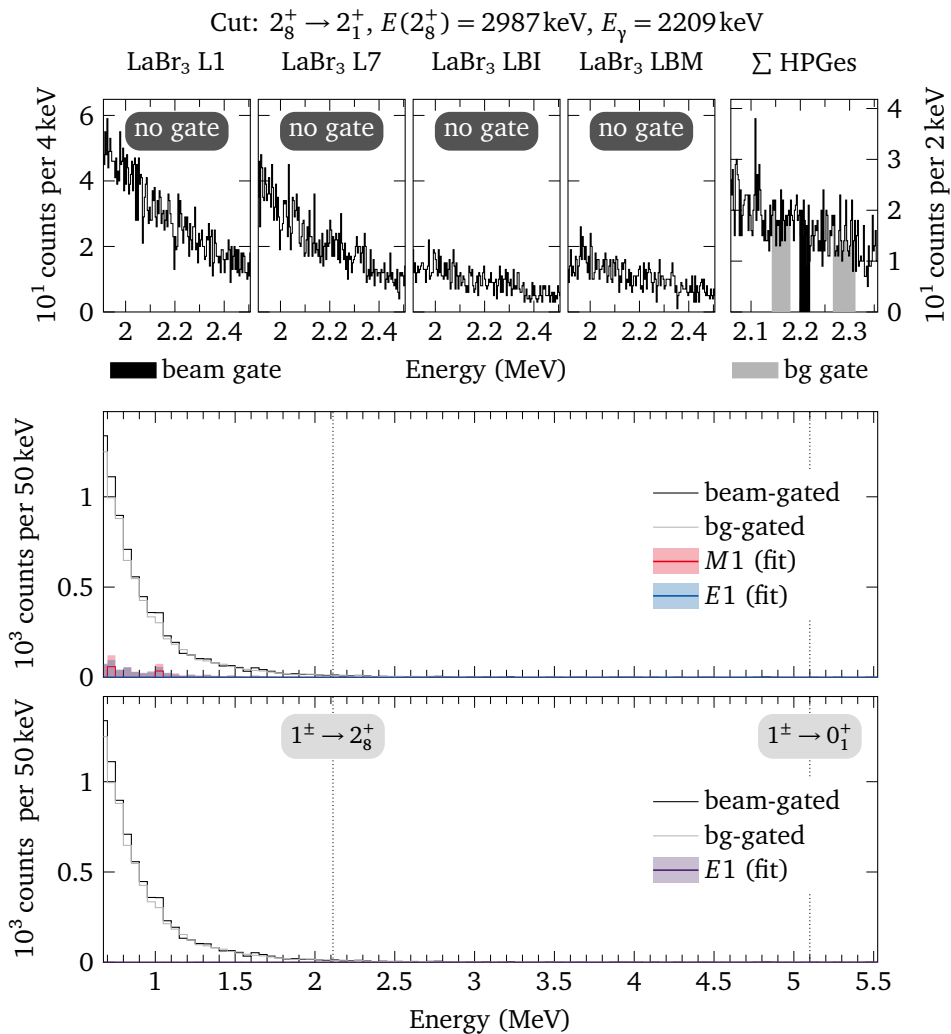 Cut: 2₈⁺ → 2₁⁺, E(2₈⁺) = 2987 keV, Eγ = 2209 keV
LaBr₃ L1 LaBr₃ L7 LaBr₃ LBI LaBr₃ LBM ∑ HPGes
10¹ counts per 4 keV
6
4
2
0
no gate no gate no gate no gate
4
3
2
1
0
10¹ counts per 2 keV
2 2.2 2.4 2 2.2 2.4 2 2.2 2.4 2 2.2 2.4 2.1 2.2 2.3
beam gate Energy (MeV) bg gate
10³ counts per 50 keV
1
0.5
0
beam-gated
bg-gated
M1 (fit)
E1 (fit)
10³ counts per 50 keV
1
0.5
0
1± → 2₈⁺ 1± → 0₁⁺
beam-gated
bg-gated
E1 (fit)
1 1.5 2 2.5 3 3.5 4 4.5 5 5.5
Energy (MeV)